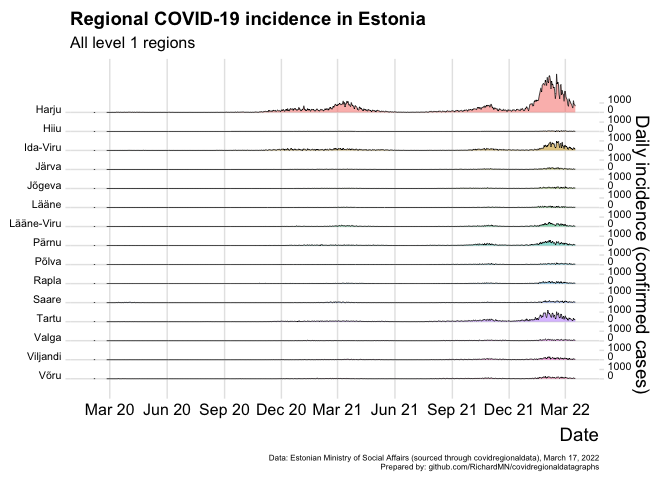 Regional COVID-19 incidence in Estonia
All level 1 regions
Harju
1000
0
Hiiu
1000
0
Ida-Viru
1000
0
Järva
1000
0
Jõgeva
1000
0
Lääne
1000
0
Lääne-Viru
1000
0
Pärnu
1000
0
Põlva
1000
0
Rapla
1000
0
Saare
1000
0
Tartu
1000
0
Valga
1000
0
Viljandi
1000
0
Võru
1000
0
Daily incidence (confirmed cases)
Mar 20 Jun 20 Sep 20 Dec 20 Mar 21 Jun 21 Sep 21 Dec 21 Mar 22
Date
Data: Estonian Ministry of Social Affairs (sourced through covidregionaldata), March 17, 2022
Prepared by: github.com/RichardMN/covidregionaldatagraphs